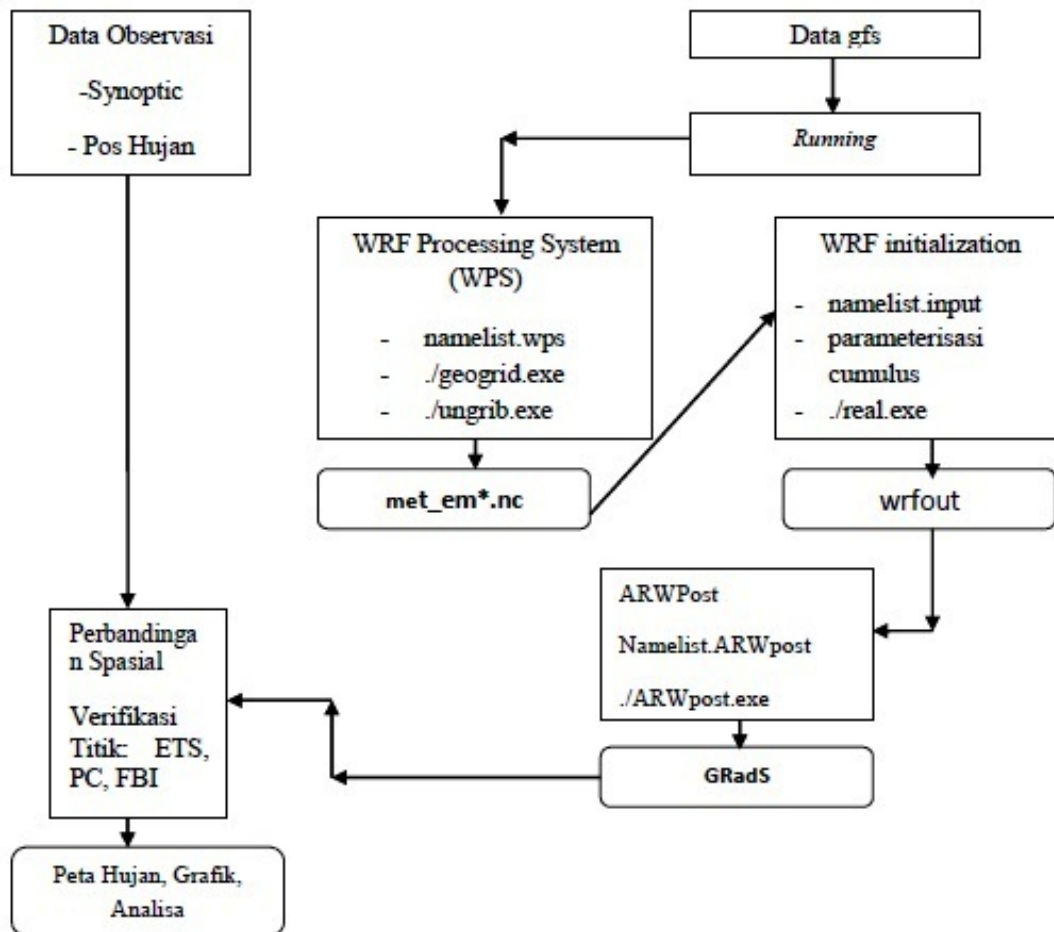 Data Observasi
-Synoptic
- Pos Hujan
Data gfs
Running
WRF Processing System
(WPS)
- namelist.wps
- ./geogrid.exe
- ./ungrib.exe
met_em*.nc
WRF initialization
- namelist.input
- parameterisasi
cumulus
- ./real.exe
wrfout
ARWPost
Namelist.ARWpost
./ARWpost.exe
GRadS
Perbandinga
n Spasial
Verifikasi
Titik: ETS,
PC, FBI
Peta Hujan, Grafik,
Analisa